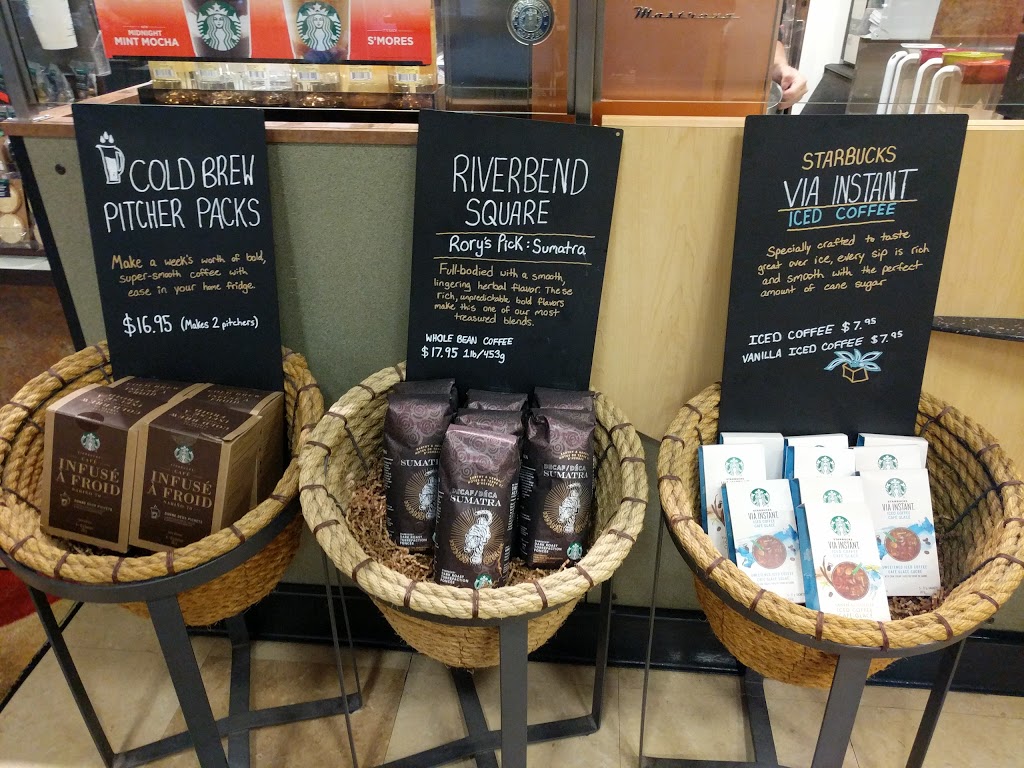 MIDNIGHT
MINT MOCHA
S'MORES
Mastrena
COLD BREW
PITCHER PACKS
Make a week's worth of bold,
super-smooth coffee with
ease in your home fridge.
$16.95 (Makes 2 pitchers)
RIVERBEND
SQUARE
Rory's Pick: Sumatra
Full-bodied with a smooth,
lingering herbal flavor. These
rich, unpredictable bold flavors
make this one of our most
treasured blends.
WHOLE BEAN COFFEE
$17.95 1lb/453g
STARBUCKS
VIA INSTANT
ICED COFFEE
Specially crafted to taste
great over ice, every sip is rich
and smooth with the perfect
amount of cane sugar
ICED COFFEE $7.95
VANILLA ICED COFFEE $7.95
INFUSÉ
À FROID
INFUSÉ
À FROID
SUMATRA
DECAF/DÉCA
SUMATRA
DECAF/DÉCA
SUMATRA
VIA INSTANT
VIA INSTANT
VIA INSTANT